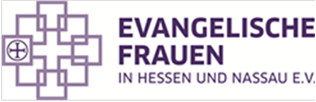 EVANGELISCHE
FRAUEN
IN HESSEN UND NASSAU E.V.